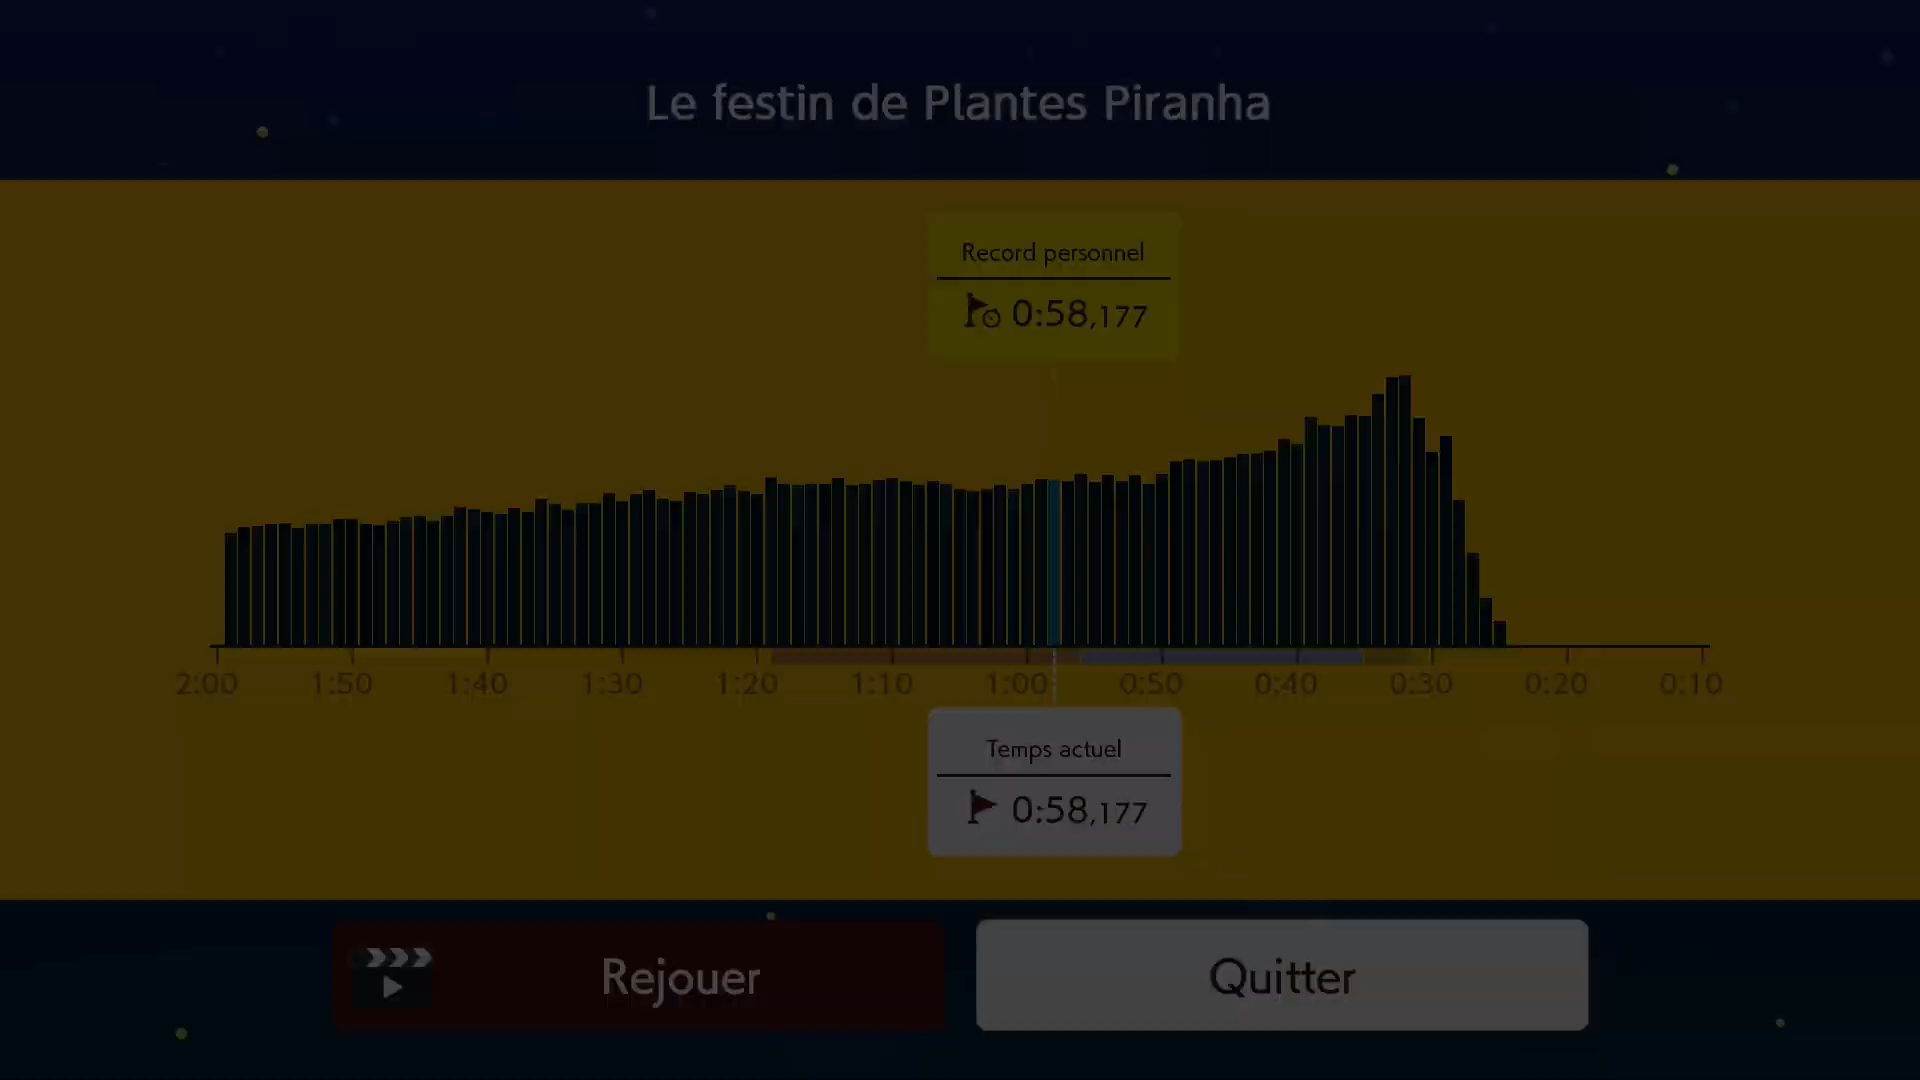 Le festin de Plantes Piranha
Record personnel
0:58,177
2:00 1:50 1:40 1:30 1:20 1:10 1:00 0:50 0:40 0:30 0:20 0:10
Temps actuel
0:58,177
Rejouer
Quitter